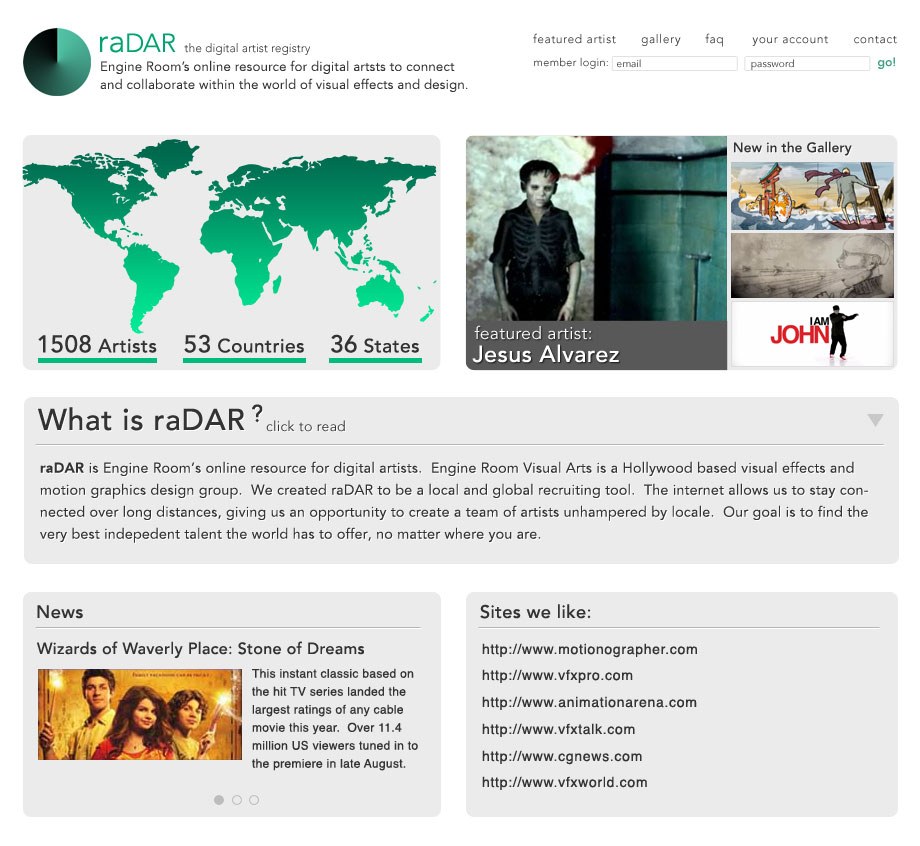 raDAR the digital artist registry
Engine Room's online resource for digital artsts to connect
and collaborate within the world of visual effects and design.
featured artist gallery faq your account contact
member login: email password go!
1508 Artists 53 Countries 36 States
featured artist:
Jesus Alvarez
New in the Gallery
I AM
JOHN
What is raDAR ? click to read
raDAR is Engine Room's online resource for digital artists. Engine Room Visual Arts is a Hollywood based visual effects and
motion graphics design group. We created raDAR to be a local and global recruiting tool. The internet allows us to stay con-
nected over long distances, giving us an opportunity to create a team of artists unhampered by locale. Our goal is to find the
very best indepedent talent the world has to offer, no matter where you are.
News
Wizards of Waverly Place: Stone of Dreams
This instant classic based on
the hit TV series landed the
largest ratings of any cable
movie this year. Over 11.4
million US viewers tuned in to
the premiere in late August.
Sites we like:
http://www.motionographer.com
http://www.vfxpro.com
http://www.animationarena.com
http://www.vfxtalk.com
http://www.cgnews.com
http://www.vfxworld.com